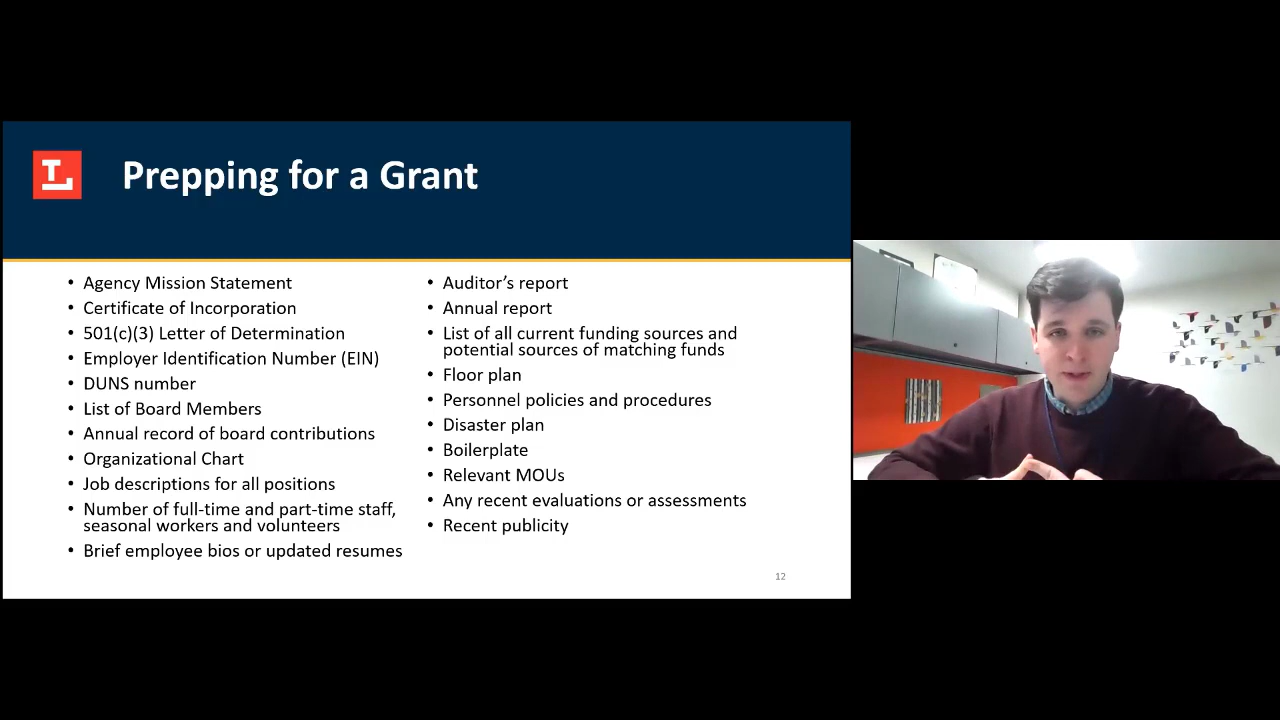 TL
Prepping for a Grant
• Agency Mission Statement
• Certificate of Incorporation
• 501(c)(3) Letter of Determination
• Employer Identification Number (EIN)
• DUNS number
• List of Board Members
• Annual record of board contributions
• Organizational Chart
• Job descriptions for all positions
• Number of full-time and part-time staff,
seasonal workers and volunteers
• Brief employee bios or updated resumes
• Auditor’s report
• Annual report
• List of all current funding sources and
potential sources of matching funds
• Floor plan
• Personnel policies and procedures
• Disaster plan
• Boilerplate
• Relevant MOUs
• Any recent evaluations or assessments
• Recent publicity
12